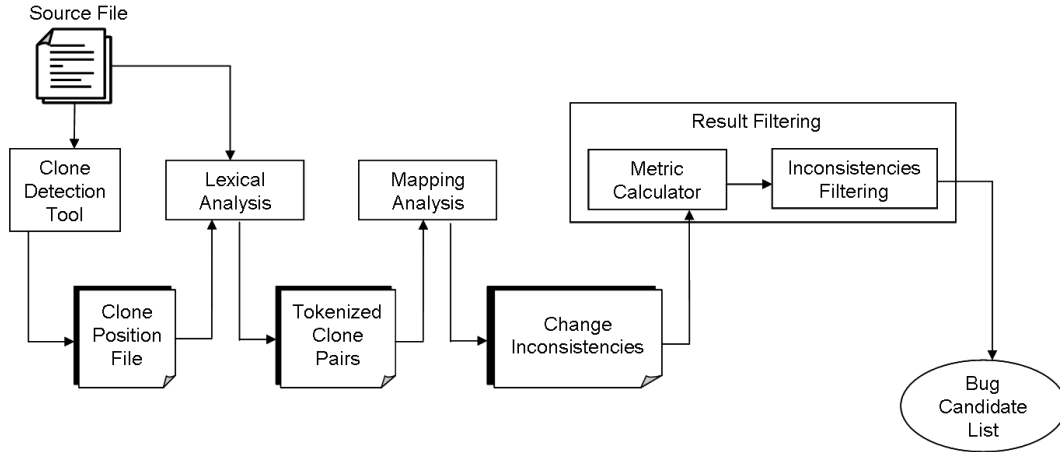 Source File
Clone
Detection
Tool
Lexical
Analysis
Mapping
Analysis
Result Filtering
Metric
Calculator
Inconsistencies
Filtering
Clone
Position
File
Tokenized
Clone
Pairs
Change
Inconsistencies
Bug
Candidate
List